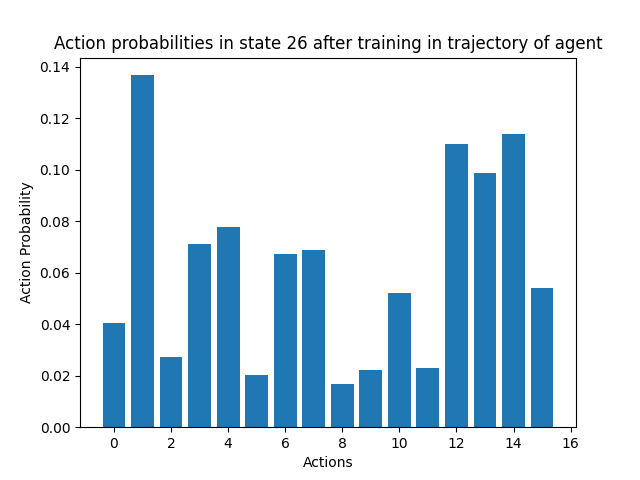 Action probabilities in state 26 after training in trajectory of agent
0.14
0.12
0.10
0.08
0.06
0.04
0.02
0.00
Action Probability
0 2 4 6 8 10 12 14 16
Actions